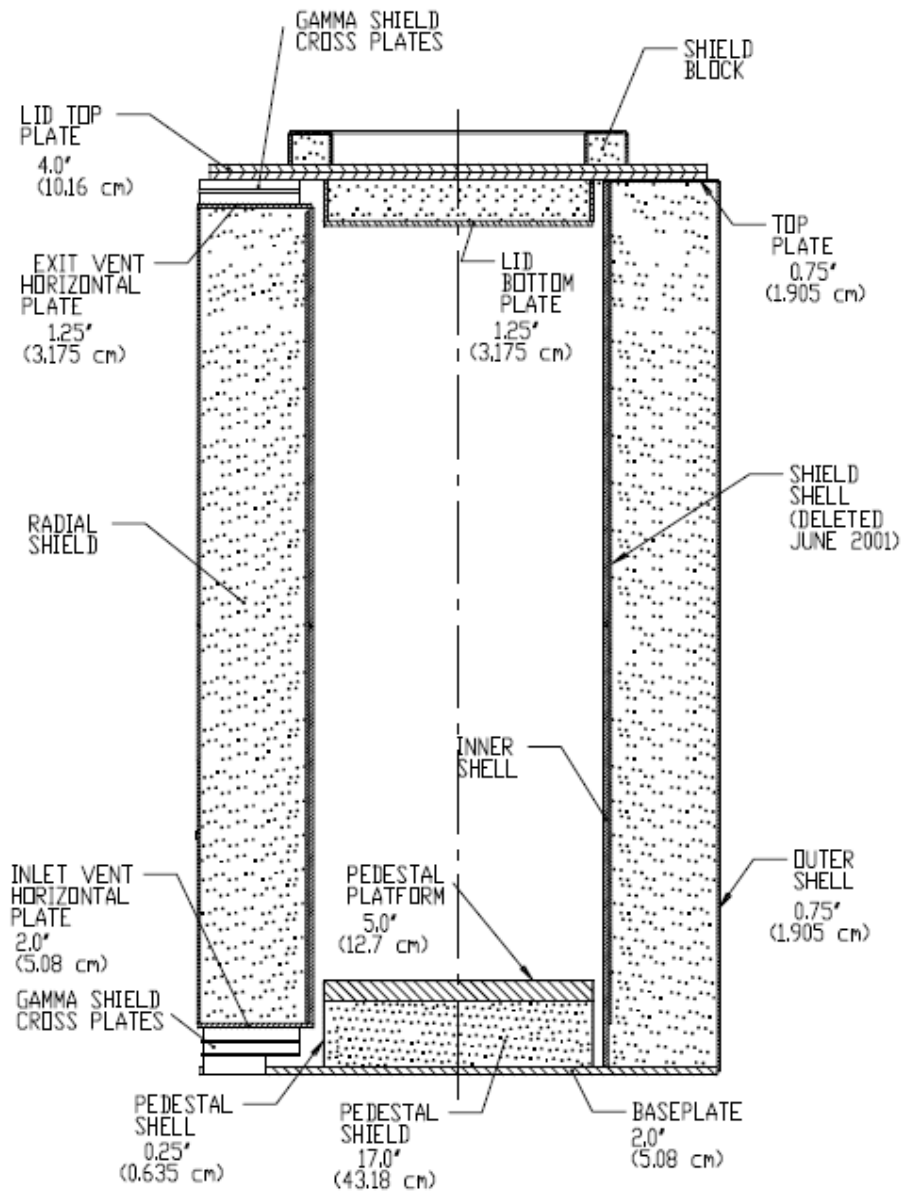 GAMMA SHIELD
CROSS PLATES
SHIELD
BLOCK
LID TOP
PLATE
4.0"
(10.16 cm)
TOP
PLATE
0.75"
(1.905 cm)
EXIT VENT
HORIZONTAL
PLATE
1.25"
(3.175 cm)
LID
BOTTOM
PLATE
1.25"
(3.175 cm)
SHIELD
SHELL
(DELETED
JUNE 2001)
RADIAL
SHIELD
INNER
SHELL
OUTER
SHELL
0.75"
(1.905 cm)
INLET VENT
HORIZONTAL
PLATE
2.0"
(5.08 cm)
PEDESTAL
PLATFORM
5.0"
(12.7 cm)
GAMMA SHIELD
CROSS PLATES
PEDESTAL
SHELL
0.25"
(0.635 cm)
PEDESTAL
SHIELD
17.0"
(43.18 cm)
BASEPLATE
2.0"
(5.08 cm)